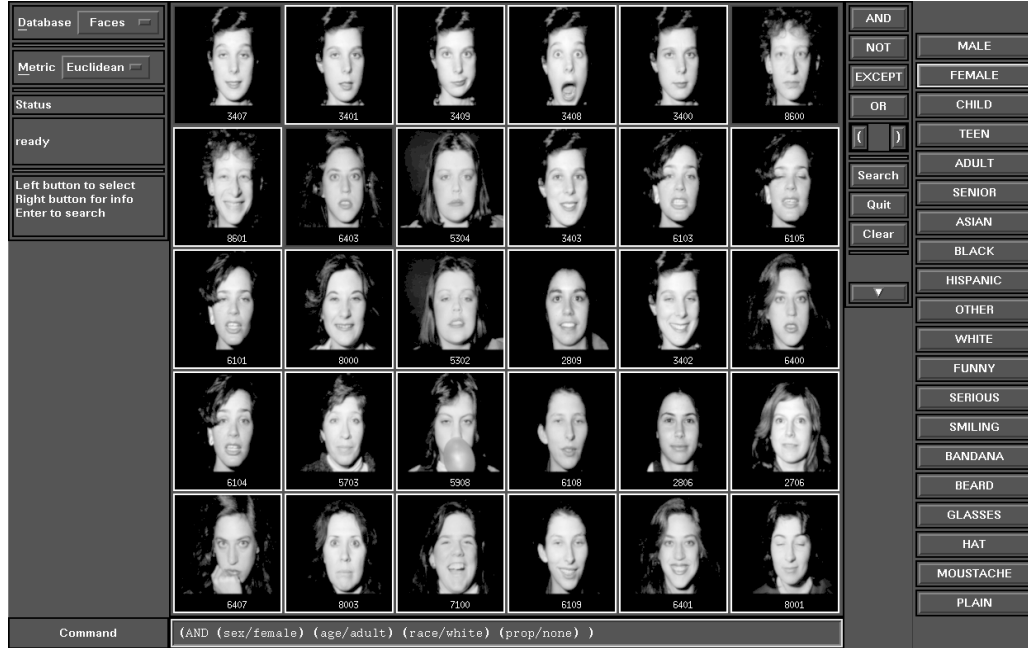 Database Faces
Metric Euclidean
Status
ready
Left button to select
Right button for info
Enter to search
3407 3401 3409 3408 3400 8600
8601 6403 5304 3403 6103 6105
6101 8000 5302 2809 3402 6400
6104 5703 5908 6108 2806 2706
6407 8003 7100 6109 6401 8001
AND
NOT
EXCEPT
OR
( )
Search
Quit
Clear
MALE
FEMALE
CHILD
TEEN
ADULT
SENIOR
ASIAN
BLACK
HISPANIC
OTHER
WHITE
FUNNY
SERIOUS
SMILING
BANDANA
BEARD
GLASSES
HAT
MOUSTACHE
PLAIN
Command (AND (sex/female) (age/adult) (race/white) (prop/none) )